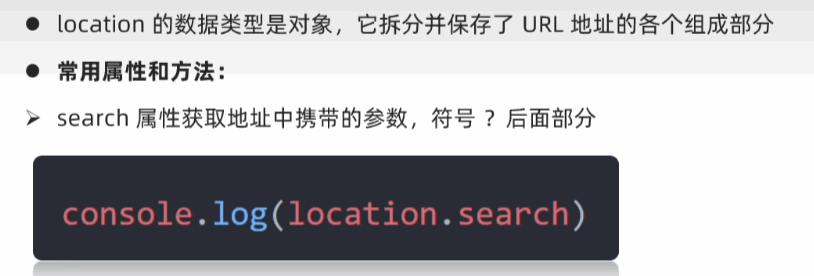 ● location 的数据类型是对象，它拆分并保存了 URL 地址的各个组成部分
● 常用属性和方法：
➢ search 属性获取地址中携带的参数，符号 ？后面部分
console.log(location.search)